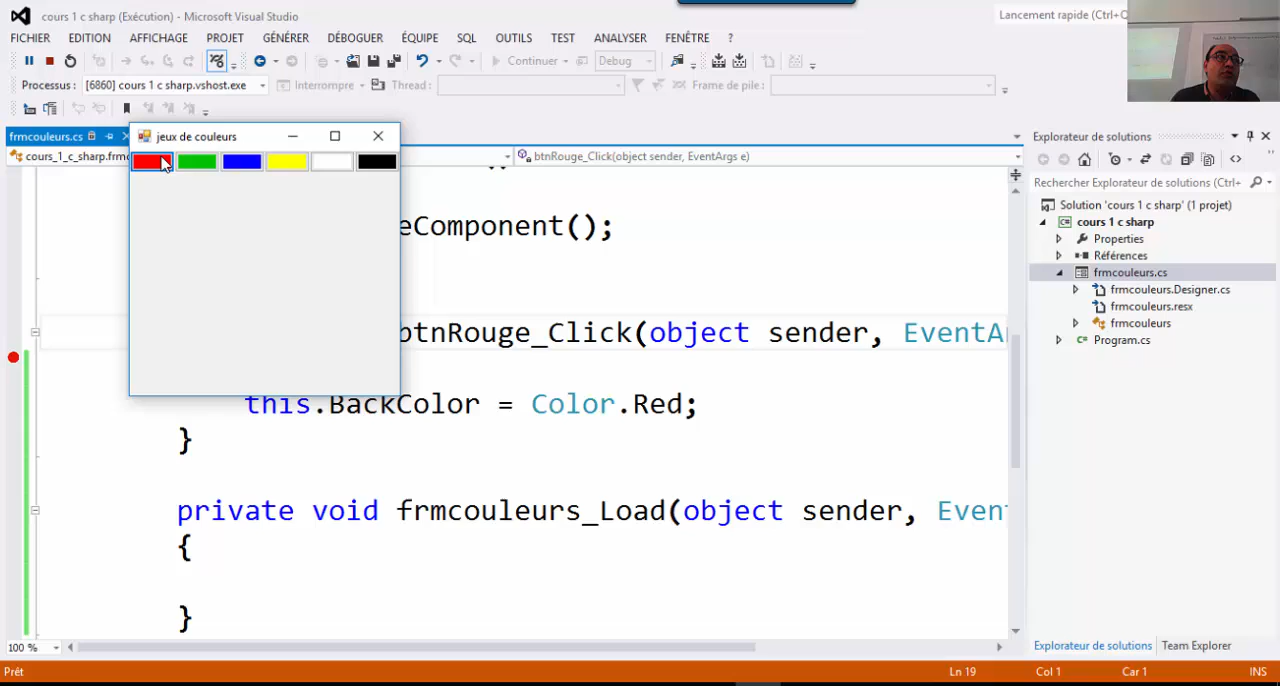 cours 1 c sharp (Exécution) - Microsoft Visual Studio
Lancement rapide (Ctrl+Q
FICHIER EDITION AFFICHAGE PROJET GÉNÉRER DÉBOGUER ÉQUIPE SQL OUTILS TEST ANALYSER FENÊTRE ?
Continuer Debug
Processus : [6860] cours 1 c sharp.vshost.exe Interrompre Thread : Frame de pile :
frmcouleurs.cs
jeux de couleurs
cours_1_c_sharp.frmc
btnRouge_Click(object sender, EventArgs e)
eComponent();
btnRouge_Click(object sender, EventAr
this.BackColor = Color.Red;
}
private void frmcouleurs_Load(object sender, Event
{
}
100 %
Explorateur de solutions
Rechercher Explorateur de solutions (Ctrl+
Solution 'cours 1 c sharp' (1 projet)
cours 1 c sharp
Properties
Références
frmcouleurs.cs
frmcouleurs.Designer.cs
frmcouleurs.resx
frmcouleurs
Program.cs
Explorateur de solutions Team Explorer
Prêt Ln 19 Col 1 Car 1 INS